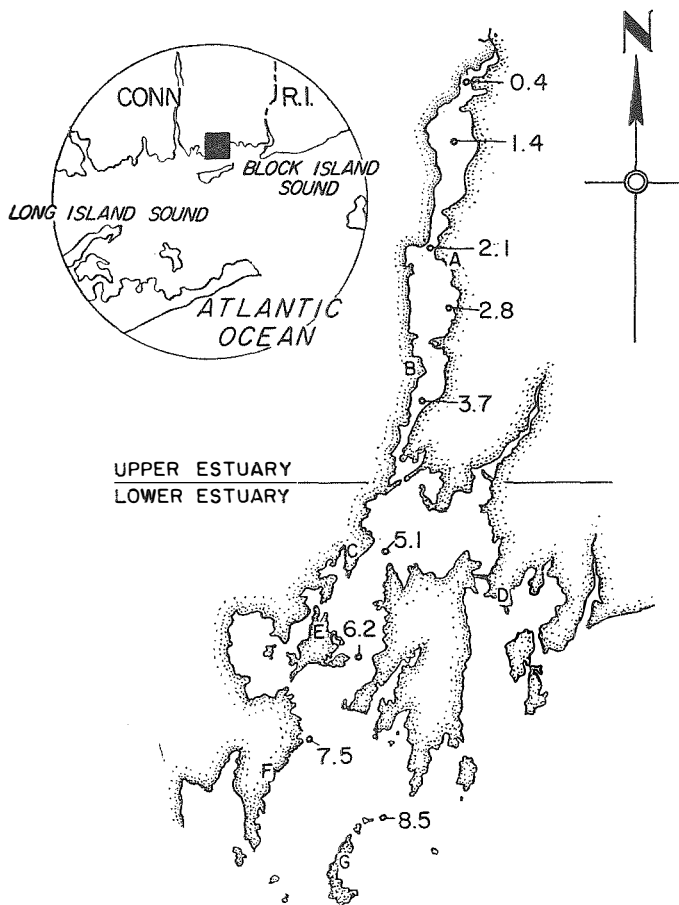 N
CONN
R.I.
BLOCK ISLAND
SOUND
LONG ISLAND SOUND
ATLANTIC
OCEAN
0.4
1.4
2.1
A
2.8
B
3.7
UPPER ESTUARY
LOWER ESTUARY
5.1
C
D
E
6.2
7.5
F
8.5
G